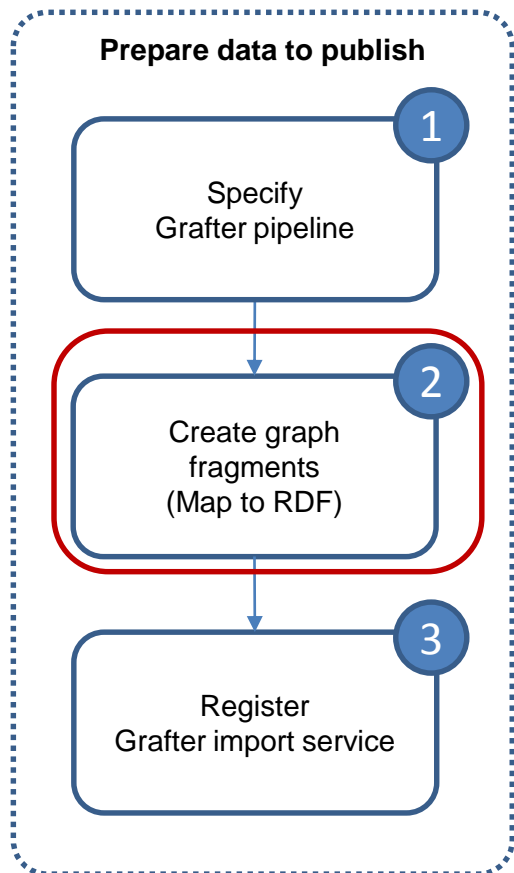 Prepare data to publish
1
Specify
Grafter pipeline
2
Create graph
fragments
(Map to RDF)
3
Register
Grafter import service